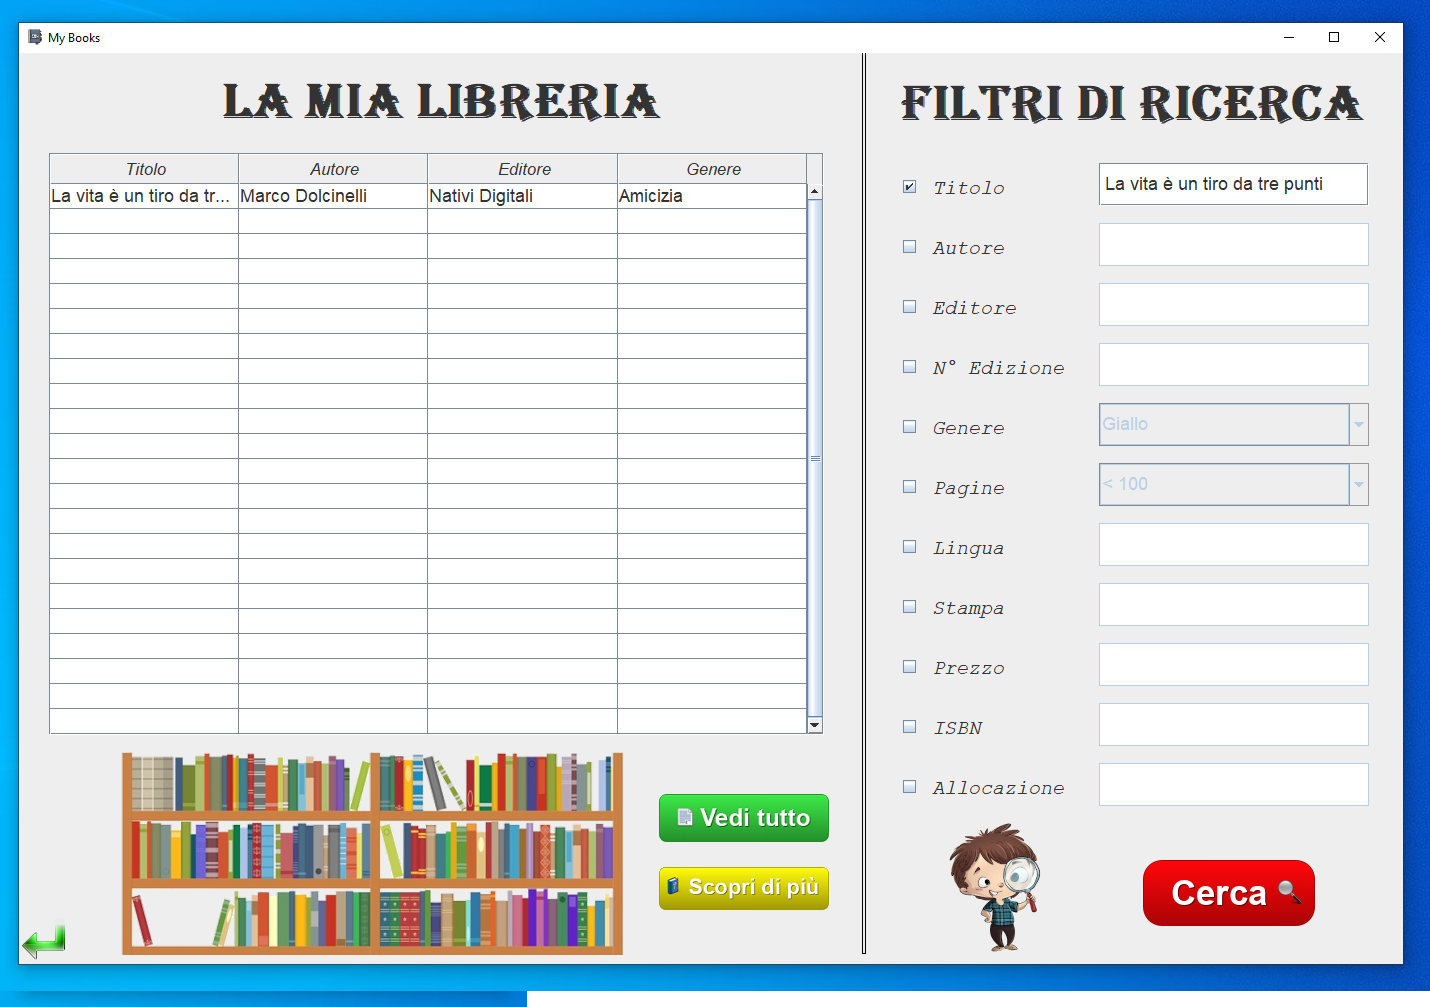 My Books
LA MIA LIBRERIA
Titolo Autore Editore Genere
La vita è un tiro da tr... Marco Dolcinelli Nativi Digitali Amicizia
Vedi tutto
Scopri di più
FILTRI DI RICERCA
Titolo La vita è un tiro da tre punti
Autore
Editore
N° Edizione
Genere Giallo
Pagine < 100
Lingua
Stampa
Prezzo
ISBN
Allocazione
Cerca